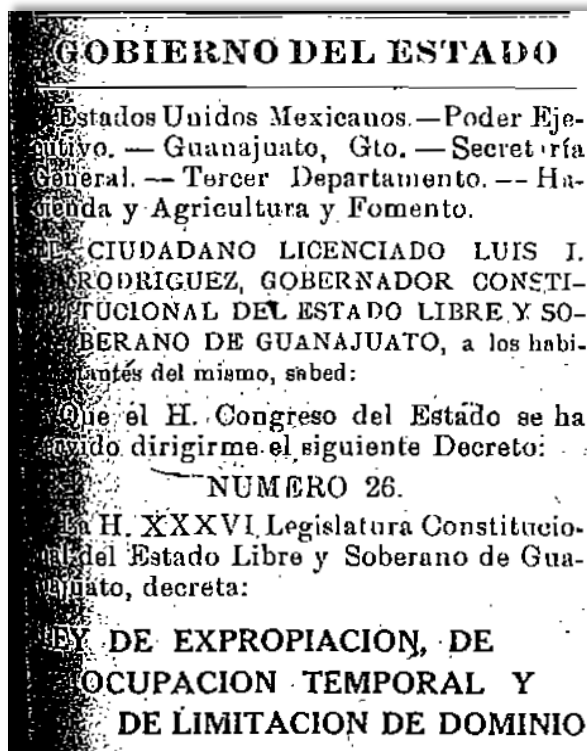 GOBIERNO DEL ESTADO
Estados Unidos Mexicanos.—Poder Eje-
cutivo. — Guanajuato, Gto. — Secretaría
General. — Tercer Departamento. — Ha-
cienda y Agricultura y Fomento.
EL CIUDADANO LICENCIADO LUIS I.
RODRIGUEZ, GOBERNADOR CONSTI-
TUCIONAL DEL ESTADO LIBRE Y SO-
BERANO DE GUANAJUATO, a los habi-
tantes del mismo, sabed:
Que el H. Congreso del Estado se ha
servido dirigirme el siguiente Decreto:
NUMERO 26.
La H. XXXVI Legislatura Constitucio-
nal del Estado Libre y Soberano de Gua-
najuato, decreta:
LEY DE EXPROPIACION, DE
OCUPACION TEMPORAL Y
DE LIMITACION DE DOMINIO